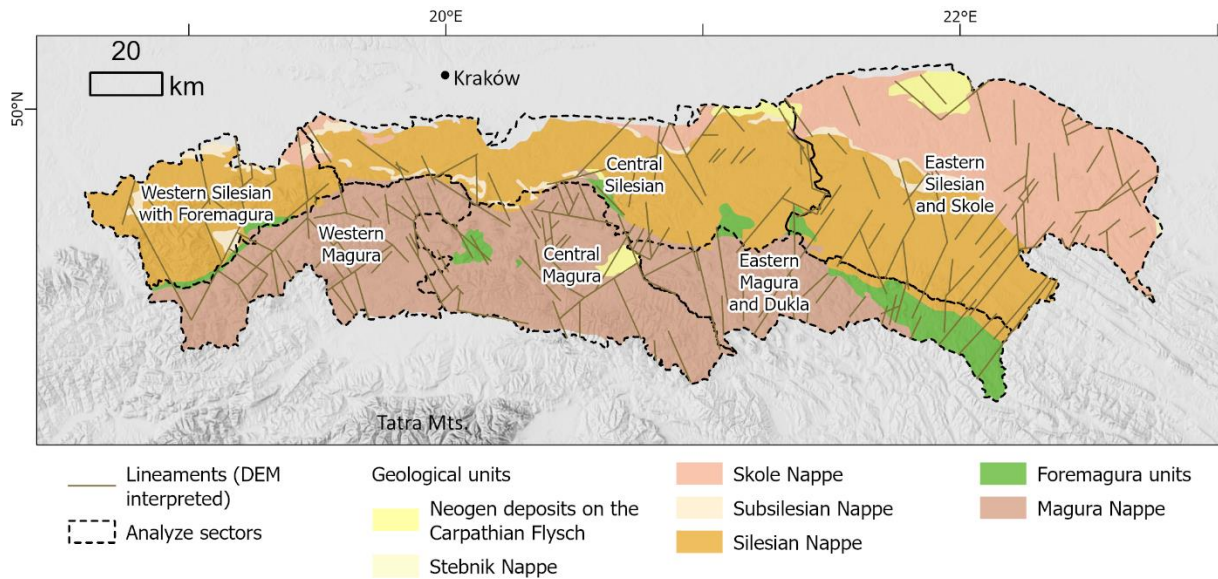 20°E
22°E
50°N
20
km
Kraków
Western Silesian
with Foremagura
Western
Magura
Central
Silesian
Central
Magura
Eastern
Magura
and Dukla
Eastern
Silesian
and Skole
Tatra Mts.
Lineaments (DEM
interpreted)
Analyze sectors
Geological units
Neogen deposits on the
Carpathian Flysch
Stebnik Nappe
Skole Nappe
Subsilesian Nappe
Silesian Nappe
Foremagura units
Magura Nappe